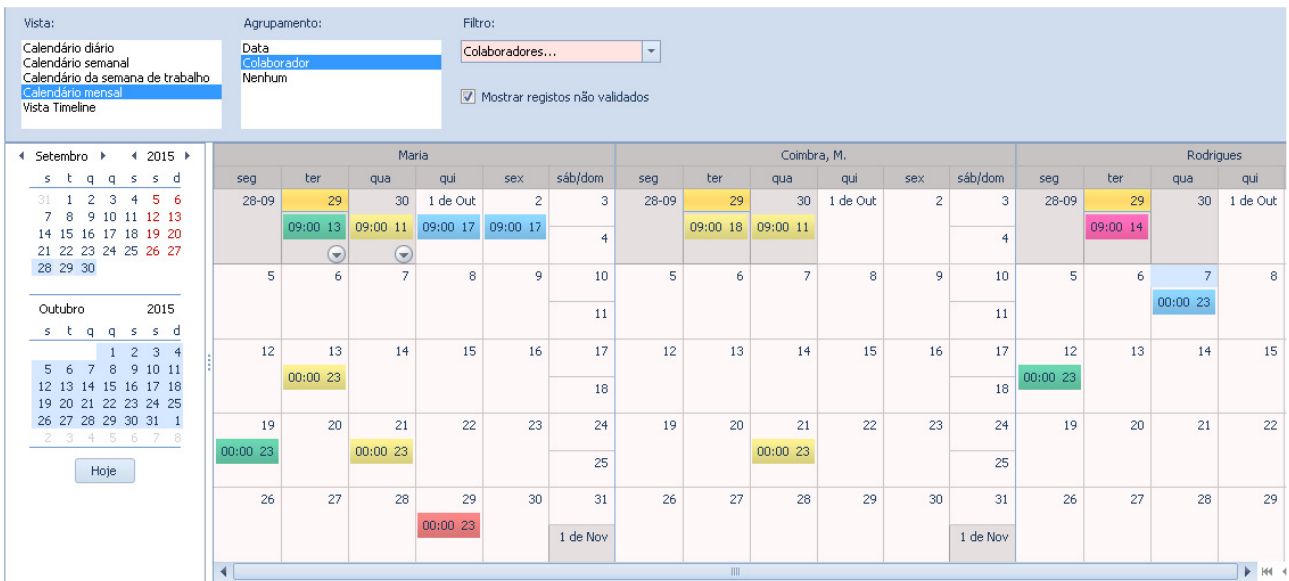 Vista:
Agrupamento:
Filtro:
Calendário diário
Calendário semanal
Calendário da semana de trabalho
Calendário mensal
Vista Timeline
Data
Colaborador
Nenhum
Colaboradores...
Mostrar registos não validados
Setembro 2015
s t q q s s d
31 1 2 3 4 5 6
7 8 9 10 11 12 13
14 15 16 17 18 19 20
21 22 23 24 25 26 27
28 29 30
Outubro 2015
s t q q s s d
1 2 3 4
5 6 7 8 9 10 11
12 13 14 15 16 17 18
19 20 21 22 23 24 25
26 27 28 29 30 31 1
2 3 4 5 6 7 8
Hoje
Maria Coimbra, M. Rodrigues
seg ter qua qui sex sáb/dom seg ter qua qui sex sáb/dom seg ter qua qui
28-09 29 30 1 de Out 2 3 28-09 29 30 1 de Out 2 3 28-09 29 30 1 de Out
09:00 13 09:00 11 09:00 17 09:00 17 09:00 18 09:00 11 09:00 14
4 4
5 6 7 8 9 10 5 6 7 8 9 10 5 6 7 8
00:00 23
11 11
12 13 14 15 16 17 12 13 14 15 16 17 12 13 14 15
00:00 23 00:00 23
18 18
19 20 21 22 23 24 19 20 21 22 23 24 19 20 21 22
00:00 23 00:00 23 00:00 23
25 25
26 27 28 29 30 31 26 27 28 29 30 31 26 27 28 29
00:00 23
1 de Nov 1 de Nov